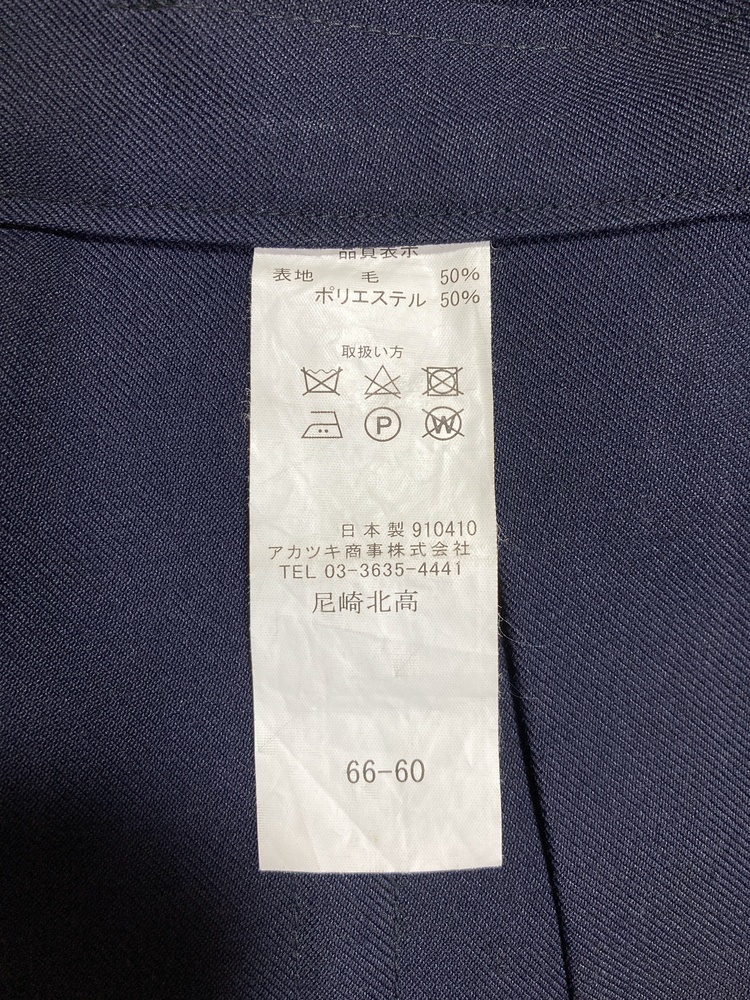 品質表示
表地 毛 50%
ポリエステル 50%
取扱い方
P W
日本製 910410
アカツキ商事株式会社
TEL 03-3635-4441
尼崎北高
66-60